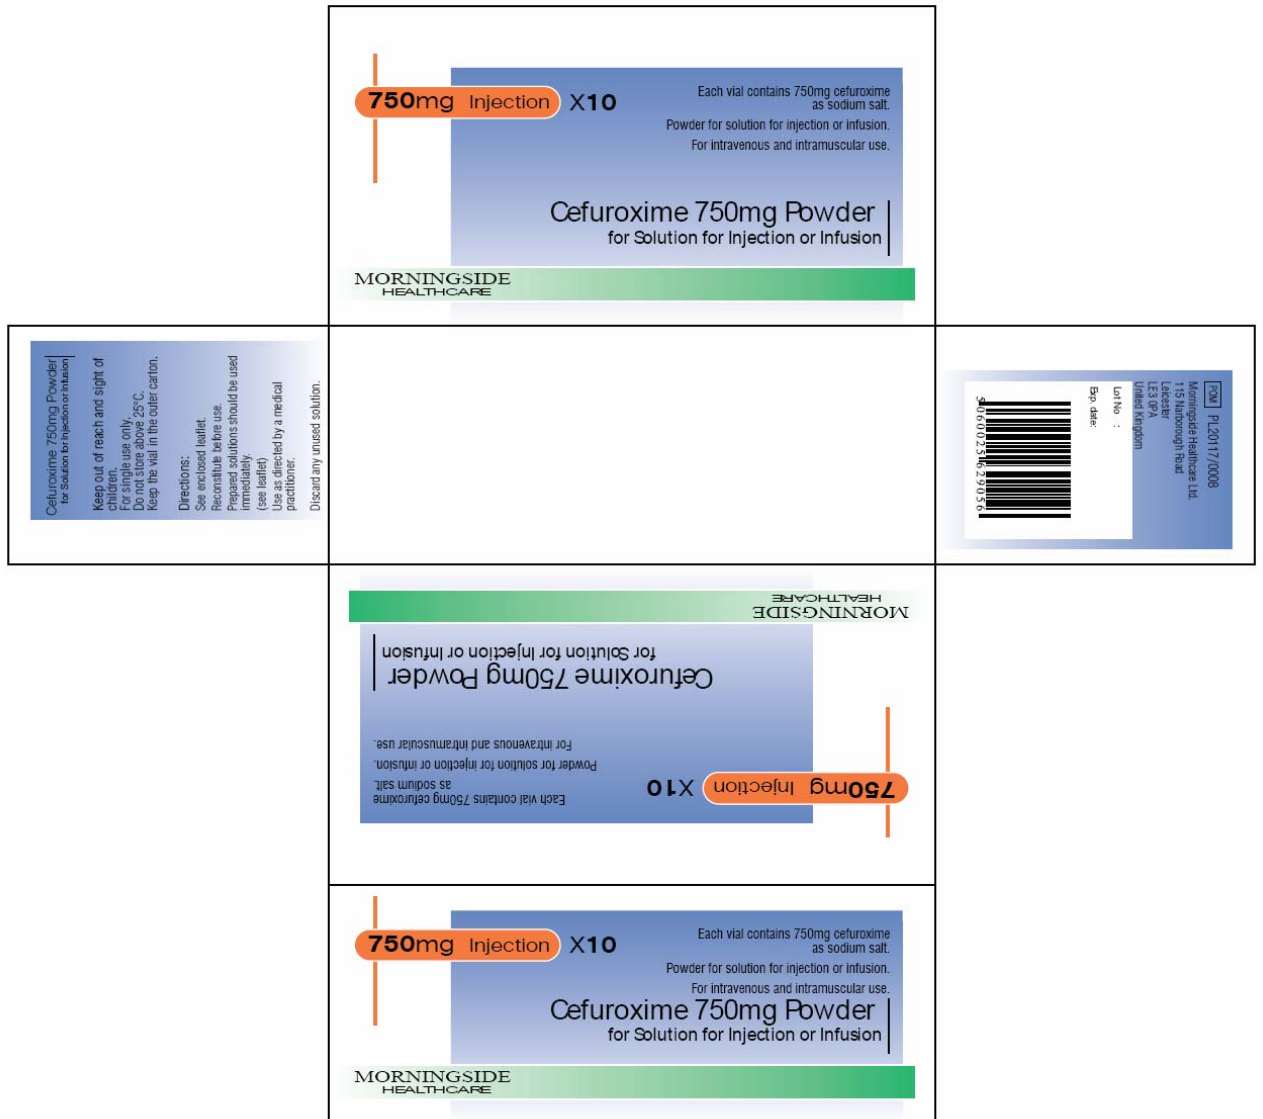 750mg Injection X10
Each vial contains 750mg cefuroxime
as sodium salt.
Powder for solution for injection or infusion.
For intravenous and intramuscular use.
Cefuroxime 750mg Powder
for Solution for Injection or Infusion
MORNINGSIDE
HEALTHCARE
Cefuroxime 750mg Powder
for Solution for Injection or Infusion
Keep out of reach and sight of
children.
For single use only.
Do not store above 25°C.
Keep the vial in the outer carton.
Directions:
See enclosed leaflet.
Reconstitute before use.
Prepared solutions should be used
immediately.
(see leaflet)
Use as directed by a medical
practitioner.
Discard any unused solution.
POM PL20117/0008
Morningside Healthcare Ltd.
115 Narborough Road
Leicester
LE3 0PA
United Kingdom
Lot No :
Exp. date:
5060025629056
750mg Injection X10
Each vial contains 750mg cefuroxime
as sodium salt.
Powder for solution for injection or infusion.
For intravenous and intramuscular use.
Cefuroxime 750mg Powder
for Solution for Injection or Infusion
MORNINGSIDE
HEALTHCARE
750mg Injection X10
Each vial contains 750mg cefuroxime
as sodium salt.
Powder for solution for injection or infusion.
For intravenous and intramuscular use.
Cefuroxime 750mg Powder
for Solution for Injection or Infusion
MORNINGSIDE
HEALTHCARE